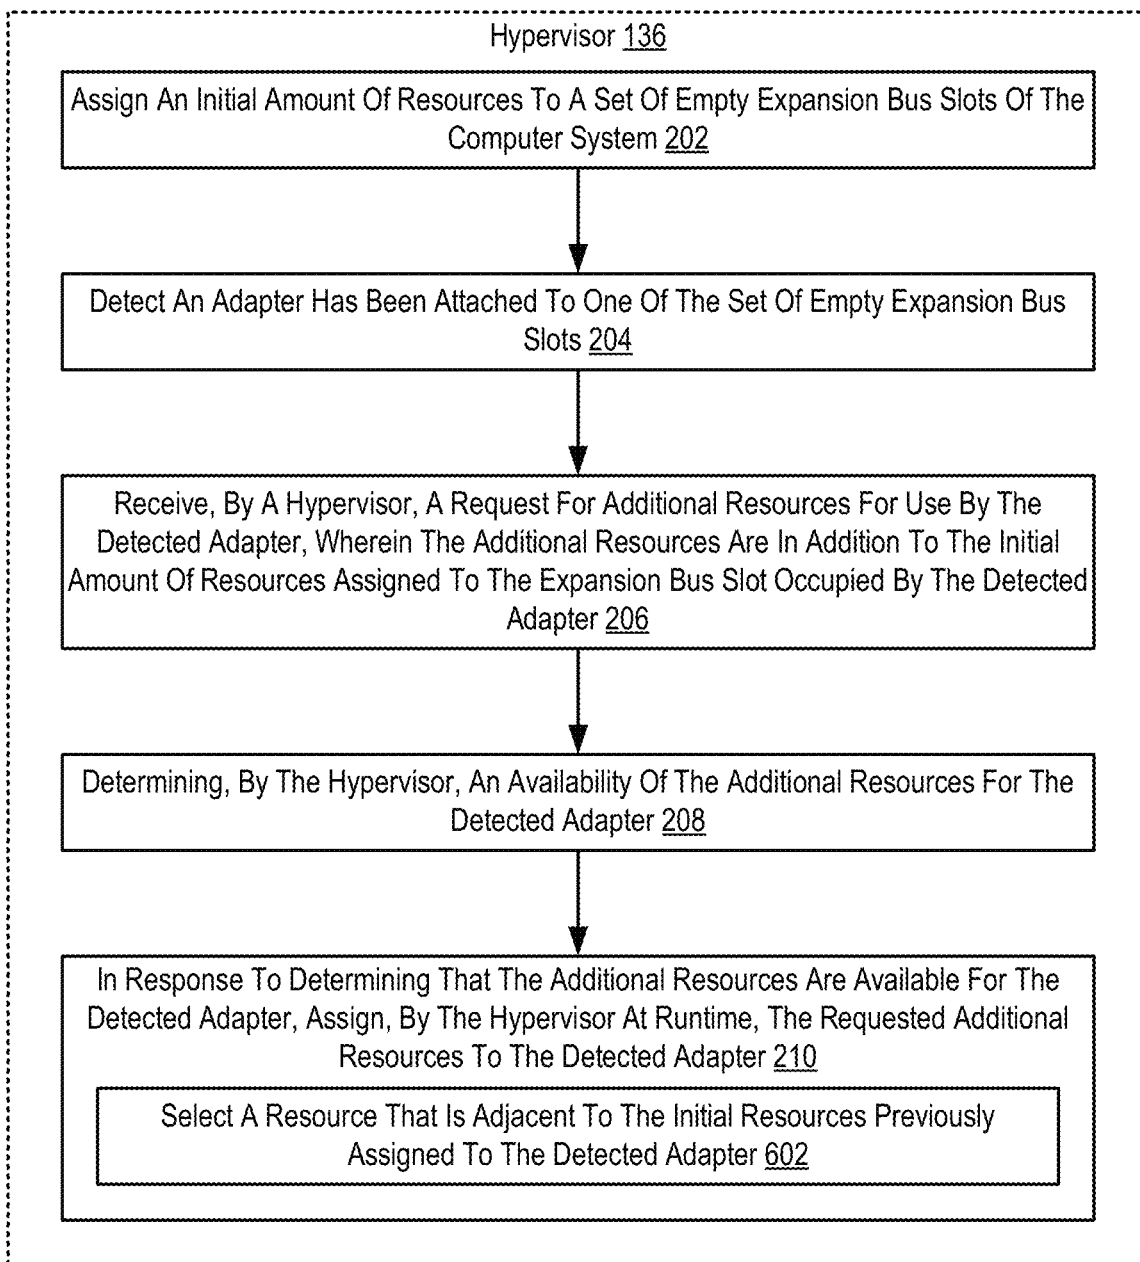 Hypervisor 136
Assign An Initial Amount Of Resources To A Set Of Empty Expansion Bus Slots Of The
Computer System 202
Detect An Adapter Has Been Attached To One Of The Set Of Empty Expansion Bus
Slots 204
Receive, By A Hypervisor, A Request For Additional Resources For Use By The
Detected Adapter, Wherein The Additional Resources Are In Addition To The Initial
Amount Of Resources Assigned To The Expansion Bus Slot Occupied By The Detected
Adapter 206
Determining, By The Hypervisor, An Availability Of The Additional Resources For The
Detected Adapter 208
In Response To Determining That The Additional Resources Are Available For The
Detected Adapter, Assign, By The Hypervisor At Runtime, The Requested Additional
Resources To The Detected Adapter 210
Select A Resource That Is Adjacent To The Initial Resources Previously
Assigned To The Detected Adapter 602